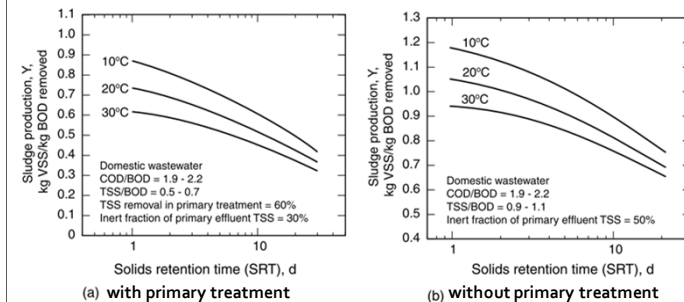 Sludge production, Y,
kg VSS/kg BOD removed
1.1
1.0
0.9
0.8
0.7
0.6
0.5
0.4
0.3
0.2
0.1
0
10°C
20°C
30°C
Domestic wastewater
COD/BOD = 1.9 - 2.2
TSS/BOD = 0.5 - 0.7
TSS removal in primary treatment = 60%
Inert fraction of primary effluent TSS = 30%
1
10
Solids retention time (SRT), d
(a) with primary treatment
Sludge production, Y,
kg VSS/kg BOD removed
1.3
1.2
1.1
1.0
0.9
0.8
0.7
0.6
0.5
0.4
10°C
20°C
30°C
Domestic wastewater
COD/BOD = 1.9 - 2.2
TSS/BOD = 0.9 - 1.1
Inert fraction of primary effluent TSS = 50%
1
10
Solids retention time (SRT), d
(b) without primary treatment